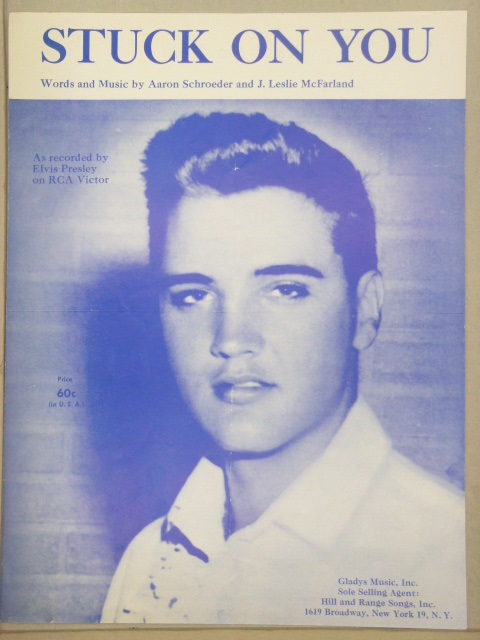 STUCK ON YOU
Words and Music by Aaron Schroeder and J. Leslie McFarland
As recorded by
Elvis Presley
on RCA Victor
Price
60c
(in U. S. A.)
Gladys Music, Inc.
Sole Selling Agent:
Hill and Range Songs, Inc.
1619 Broadway, New York 19, N. Y.